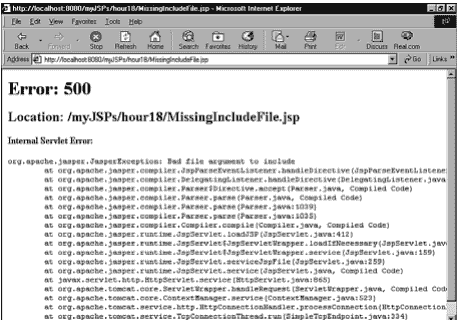 http://localhost:8080/myJSPs/hour18/MissingIncludeFile.jsp - Microsoft Internet Explorer
File Edit View Favorites Tools Help
Back Forward Stop Refresh Home Search Favorites History Mail Print Edit Discuss Real.com
Address http://localhost:8080/myJSPs/hour18/MissingIncludeFile.jsp Go Links »
Error: 500
Location: /myJSPs/hour18/MissingIncludeFile.jsp
Internal Servlet Error:
org.apache.jasper.JasperException: Bad file argument to include
at org.apache.jasper.compiler.JspParseEventListener.handleDirective(JspParseEventListene
at org.apache.jasper.compiler.DelegatingListener.handleDirective(DelegatingListener.java
at org.apache.jasper.compiler.Parser$Directive.accept(Parser.java, Compiled Code)
at org.apache.jasper.compiler.Parser.parse(Parser.java, Compiled Code)
at org.apache.jasper.compiler.Parser.parse(Parser.java:1039)
at org.apache.jasper.compiler.Parser.parse(Parser.java:1035)
at org.apache.jasper.compiler.Compiler.compile(Compiler.java, Compiled Code)
at org.apache.jasper.runtime.JspServlet.loadJSP(JspServlet.java:412)
at org.apache.jasper.runtime.JspServlet$JspServletWrapper.loadIfNecessary(JspServlet.jav
at org.apache.jasper.runtime.JspServlet$JspServletWrapper.service(JspServlet.java:159)
at org.apache.jasper.runtime.JspServlet.serviceJspFile(JspServlet.java:259)
at org.apache.jasper.runtime.JspServlet.service(JspServlet.java, Compiled Code)
at javax.servlet.http.HttpServlet.service(HttpServlet.java:865)
at org.apache.tomcat.core.ServletWrapper.handleRequest(ServletWrapper.java, Compiled Cod
at org.apache.tomcat.core.ContextManager.service(ContextManager.java:523)
at org.apache.tomcat.service.http.HttpConnectionHandler.processConnection(HttpConnection
at org.apache.tomcat.service.TcpConnectionThread.run(SimpleTcpEndpoint.java:334)